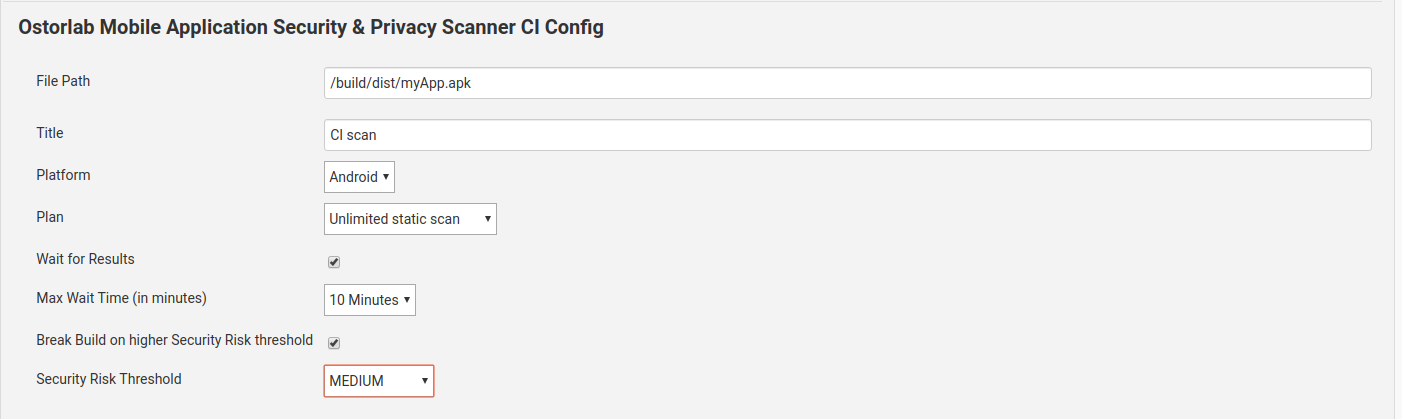 Ostorlab Mobile Application Security & Privacy Scanner CI Config
File Path /build/dist/myApp.apk
Title CI scan
Platform Android
Plan Unlimited static scan
Wait for Results
Max Wait Time (in minutes) 10 Minutes
Break Build on higher Security Risk threshold
Security Risk Threshold MEDIUM